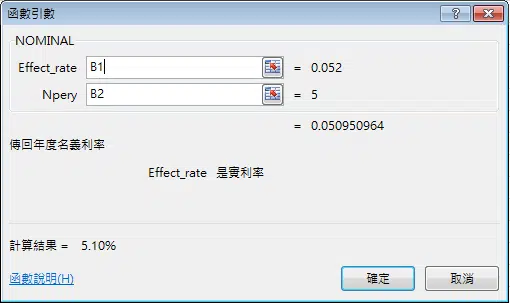 函數引數
NOMINAL
Effect_rate B1 = 0.052
Npery B2 = 5
= 0.050950964
傳回年度名義利率
Effect_rate 是實利率
計算結果 = 5.10%
函數說明(H)
確定 取消